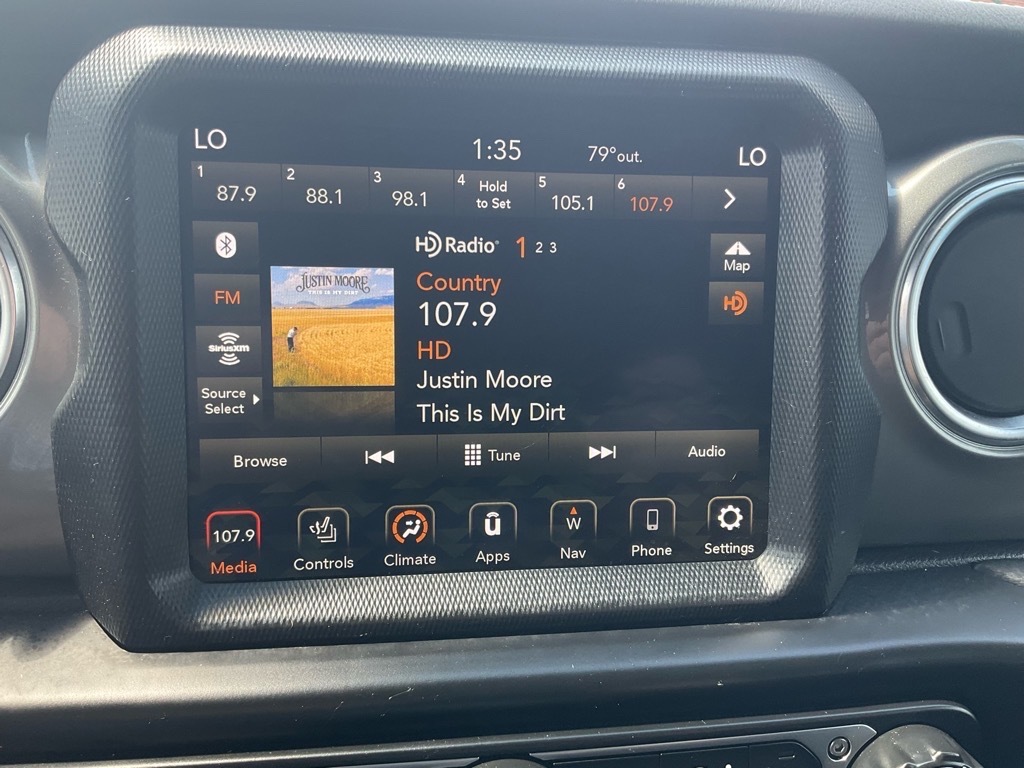 LO 1:35 79°out. LO
1 87.9 2 88.1 3 98.1 4 Hold to Set 5 105.1 6 107.9
HD Radio 1 2 3
Map
FM
HD
SiriusXM
Source
Select
JUSTIN MOORE
THIS IS MY DIRT
Country
107.9
HD
Justin Moore
This Is My Dirt
Browse Tune Audio
107.9 W
Media Controls Climate Apps Nav Phone Settings